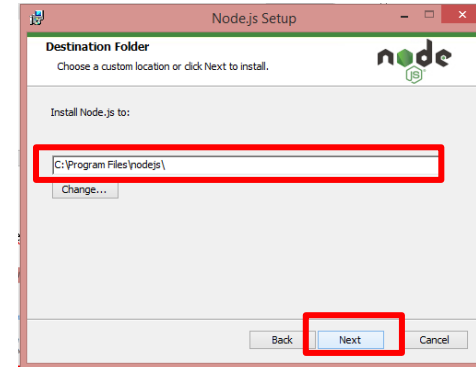 Node.js Setup
Destination Folder
Choose a custom location or click Next to install.
node
JS
Install Node.js to:
C:\Program Files\nodejs\
Change...
Back Next Cancel